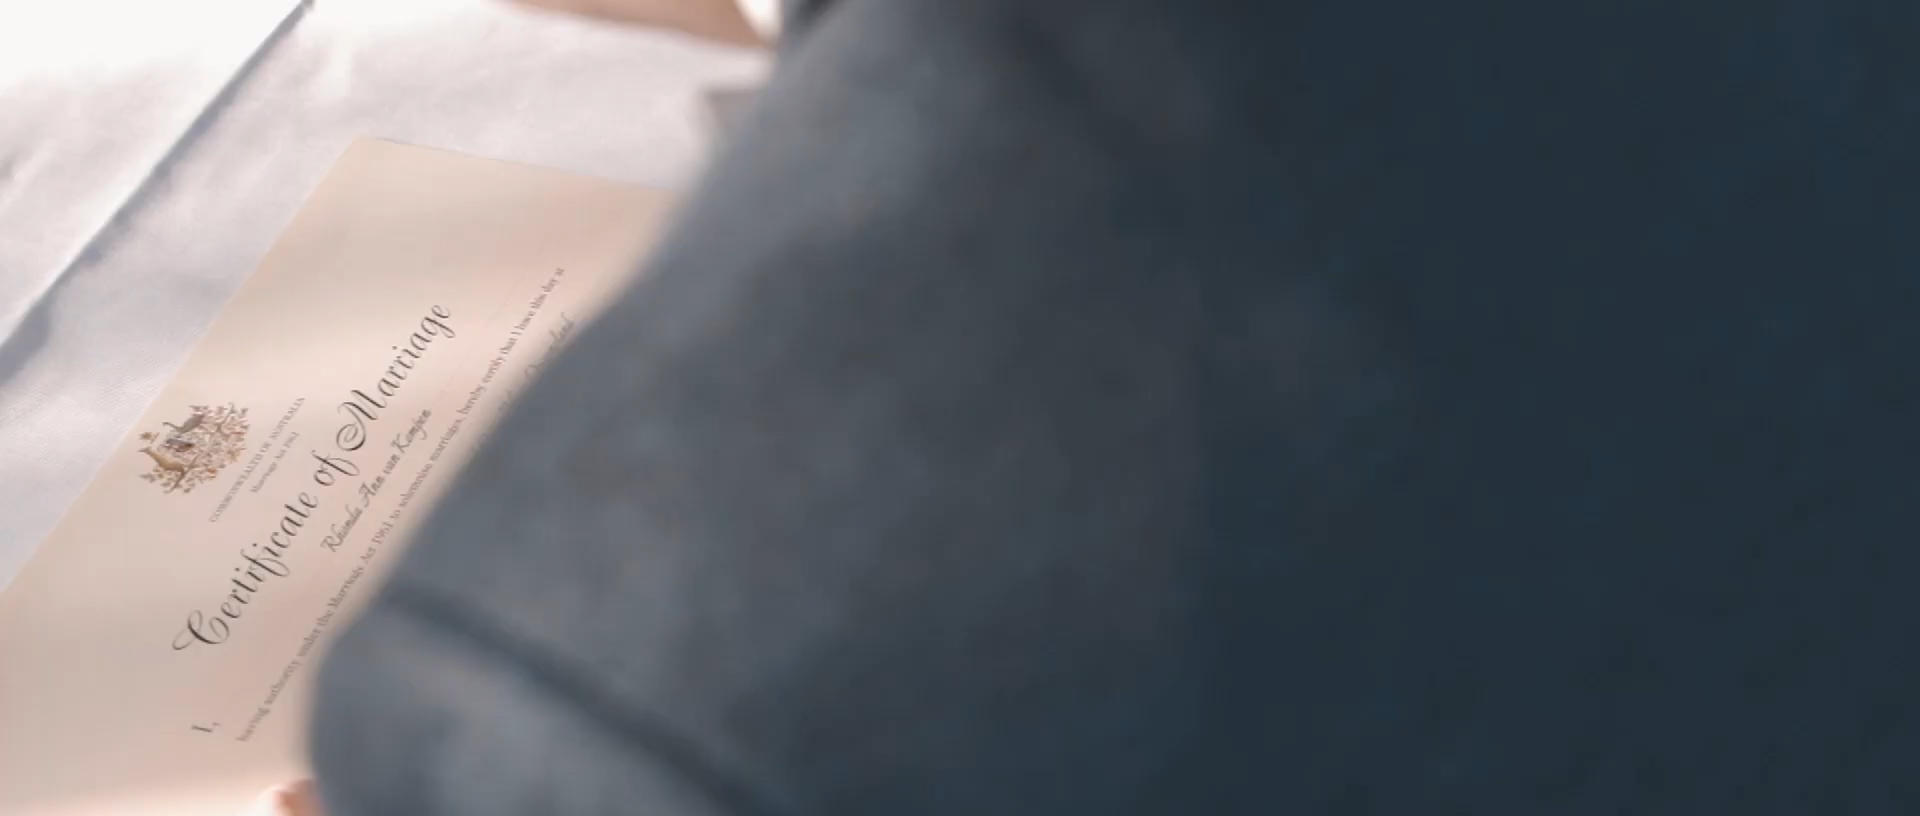 COMMONWEALTH OF AUSTRALIA
Marriage Act 1961
Certificate of Marriage
I, Rhonda Ann van Kampen
having authority under the Marriage Act 1961 to solemnise marriages, hereby certify that I have this day at